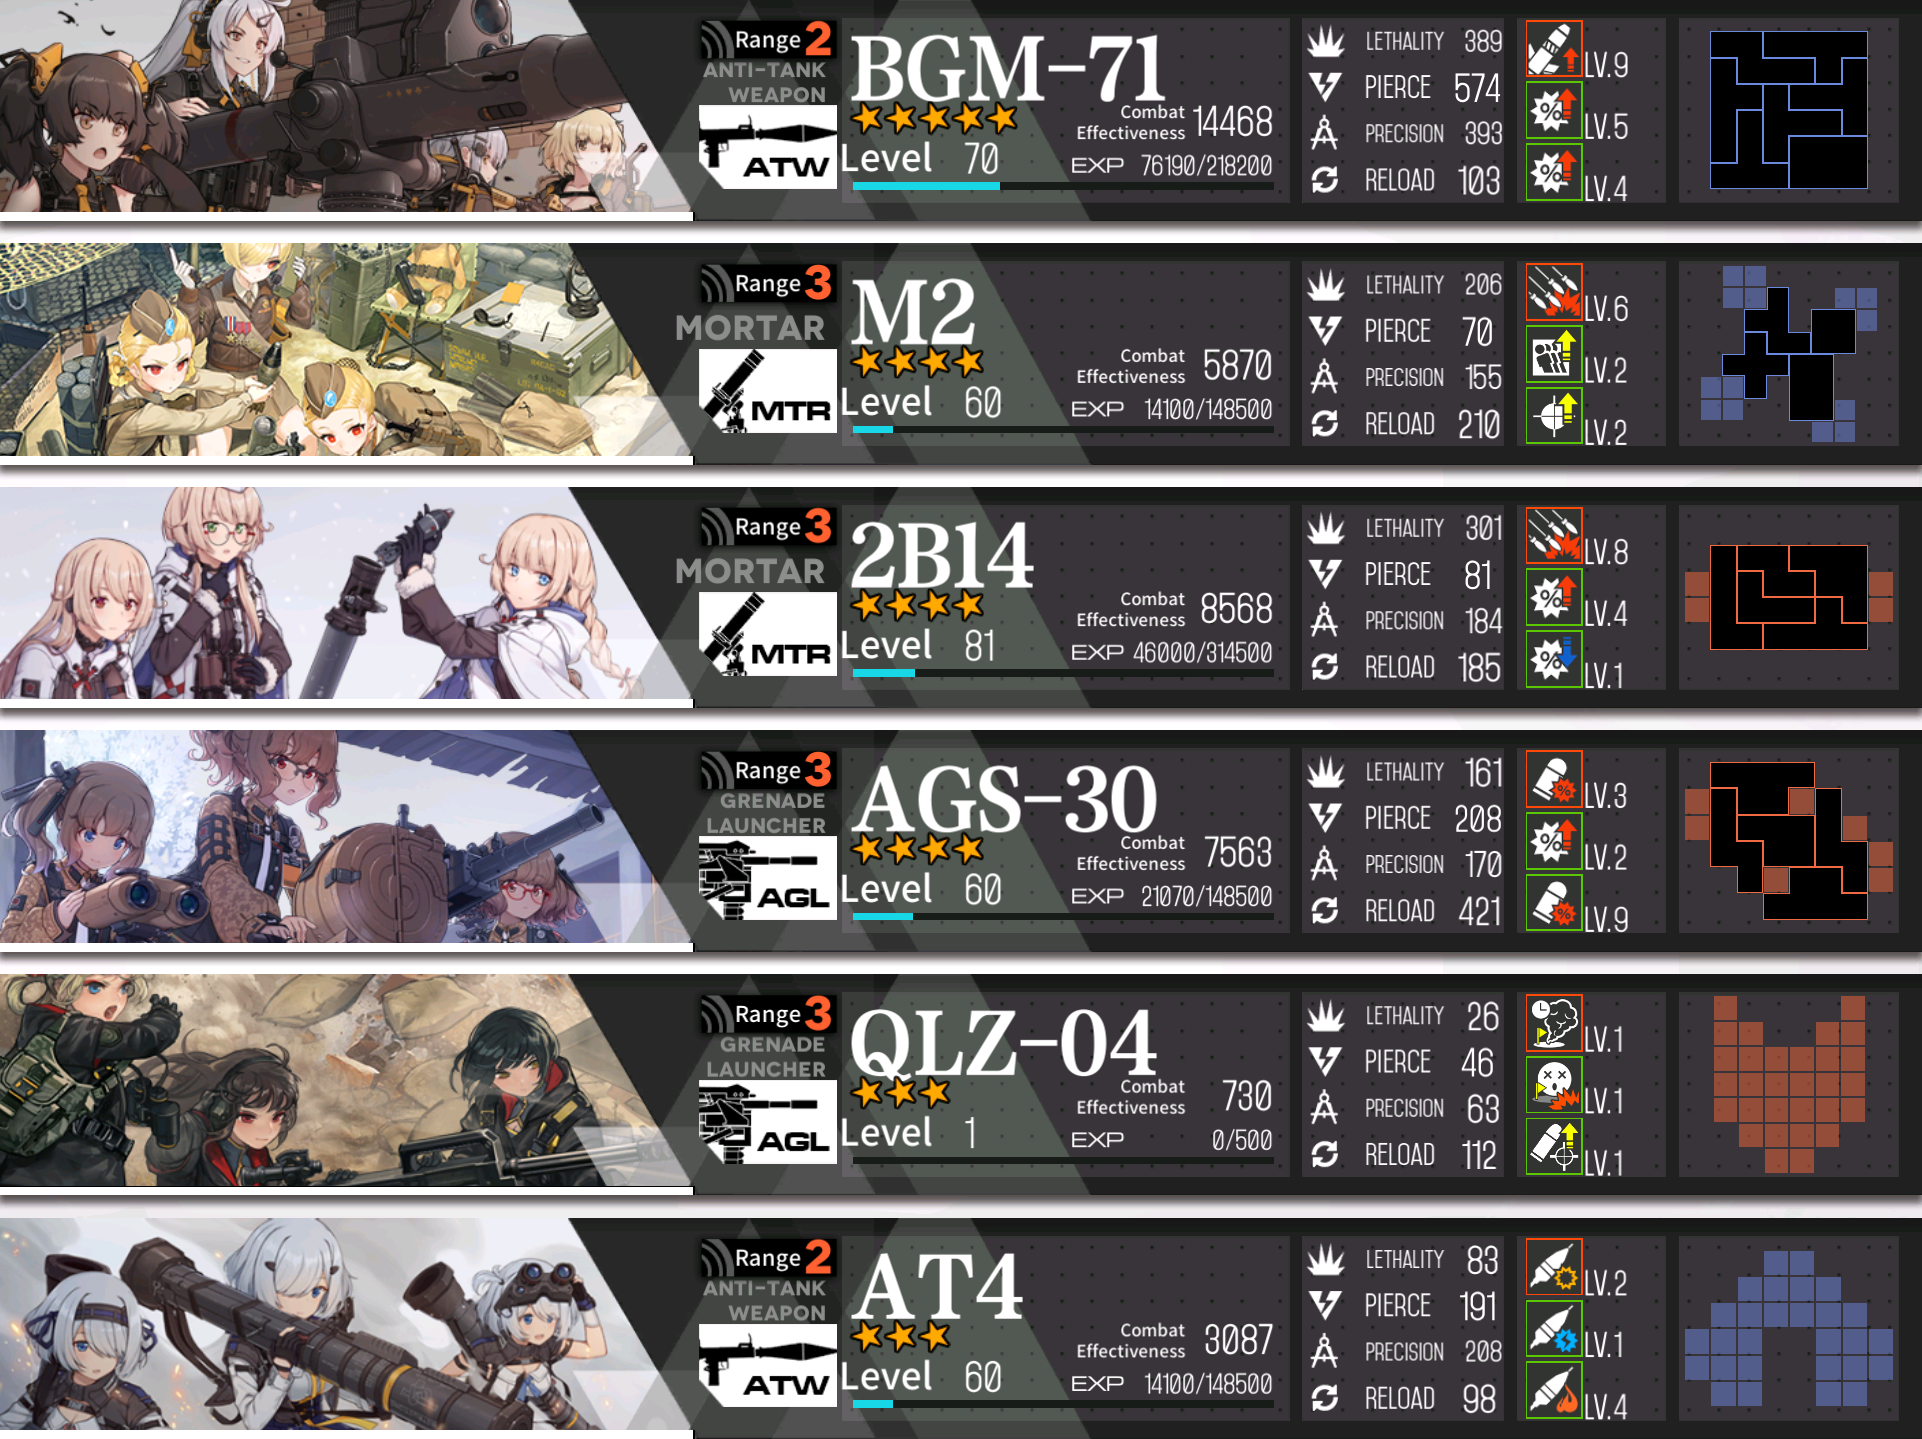 Range 2
ANTI-TANK
WEAPON
ATW
BGM-71
Combat
Effectiveness 14468
Level 70
EXP 76190/218200
LETHALITY 389
PIERCE 574
PRECISION 393
RELOAD 103
LV.9
LV.5
LV.4
Range 3
MORTAR
MTR
M2
Combat
Effectiveness 5870
Level 60
EXP 14100/148500
LETHALITY 206
PIERCE 70
PRECISION 155
RELOAD 210
LV.6
LV.2
LV.2
Range 3
MORTAR
MTR
2B14
Combat
Effectiveness 8568
Level 81
EXP 46000/314500
LETHALITY 301
PIERCE 81
PRECISION 184
RELOAD 185
LV.8
LV.4
LV.1
Range 3
GRENADE
LAUNCHER
AGL
AGS-30
Combat
Effectiveness 7563
Level 60
EXP 21070/148500
LETHALITY 161
PIERCE 208
PRECISION 170
RELOAD 421
LV.3
LV.2
LV.9
Range 3
GRENADE
LAUNCHER
AGL
QLZ-04
Combat
Effectiveness 730
Level 1
EXP 0/500
LETHALITY 26
PIERCE 46
PRECISION 63
RELOAD 112
LV.1
LV.1
LV.1
Range 2
ANTI-TANK
WEAPON
ATW
AT4
Combat
Effectiveness 3087
Level 60
EXP 14100/148500
LETHALITY 83
PIERCE 191
PRECISION 208
RELOAD 98
LV.2
LV.1
LV.4